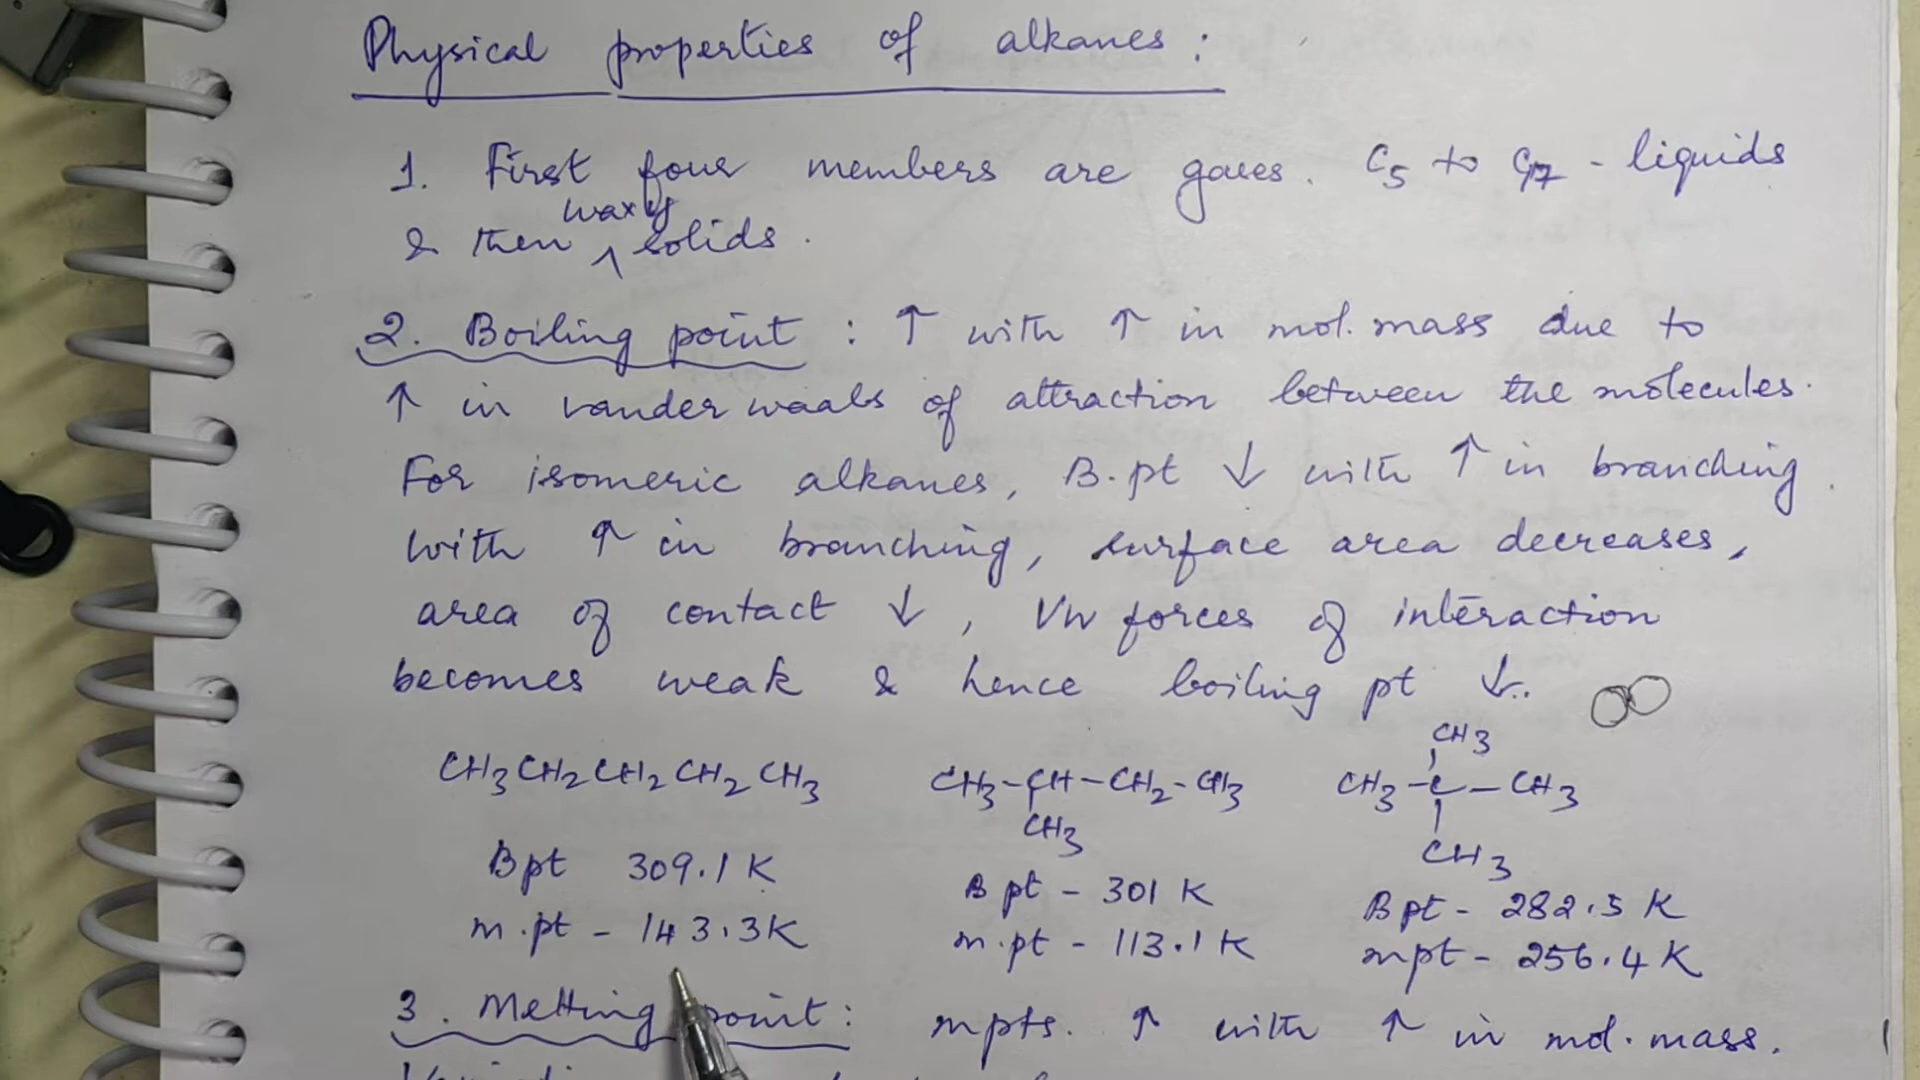 Physical properties of alkanes :
1. First four members are gases. C5 to C17 - liquids
waxy
& then ^ solids.
2. Boiling point : ↑ with ↑ in mol. mass due to
↑ in vander waals of attraction between the molecules.
For isomeric alkanes, B.pt ↓ with ↑ in branching.
With ↑ in branching, surface area decreases,
area of contact ↓, VW forces of interaction
becomes weak & hence boiling pt ↓.
CH3
CH3CH2CH2CH2CH3 CH3-CH-CH2-CH3 CH3-C-CH3
CH3 CH3
Bpt 309.1 K B pt - 301 K Bpt - 282.5 K
m.pt - 143.3K m.pt - 113.1 K mpt - 256.4 K
3. Melting point: mpts. ↑ with ↑ in mol. mass.